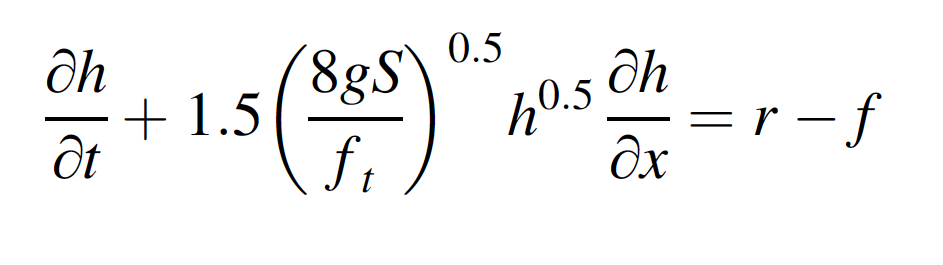 ∂h/∂t + 1.5(8gS/f_t)^0.5 h^0.5 ∂h/∂x = r − f